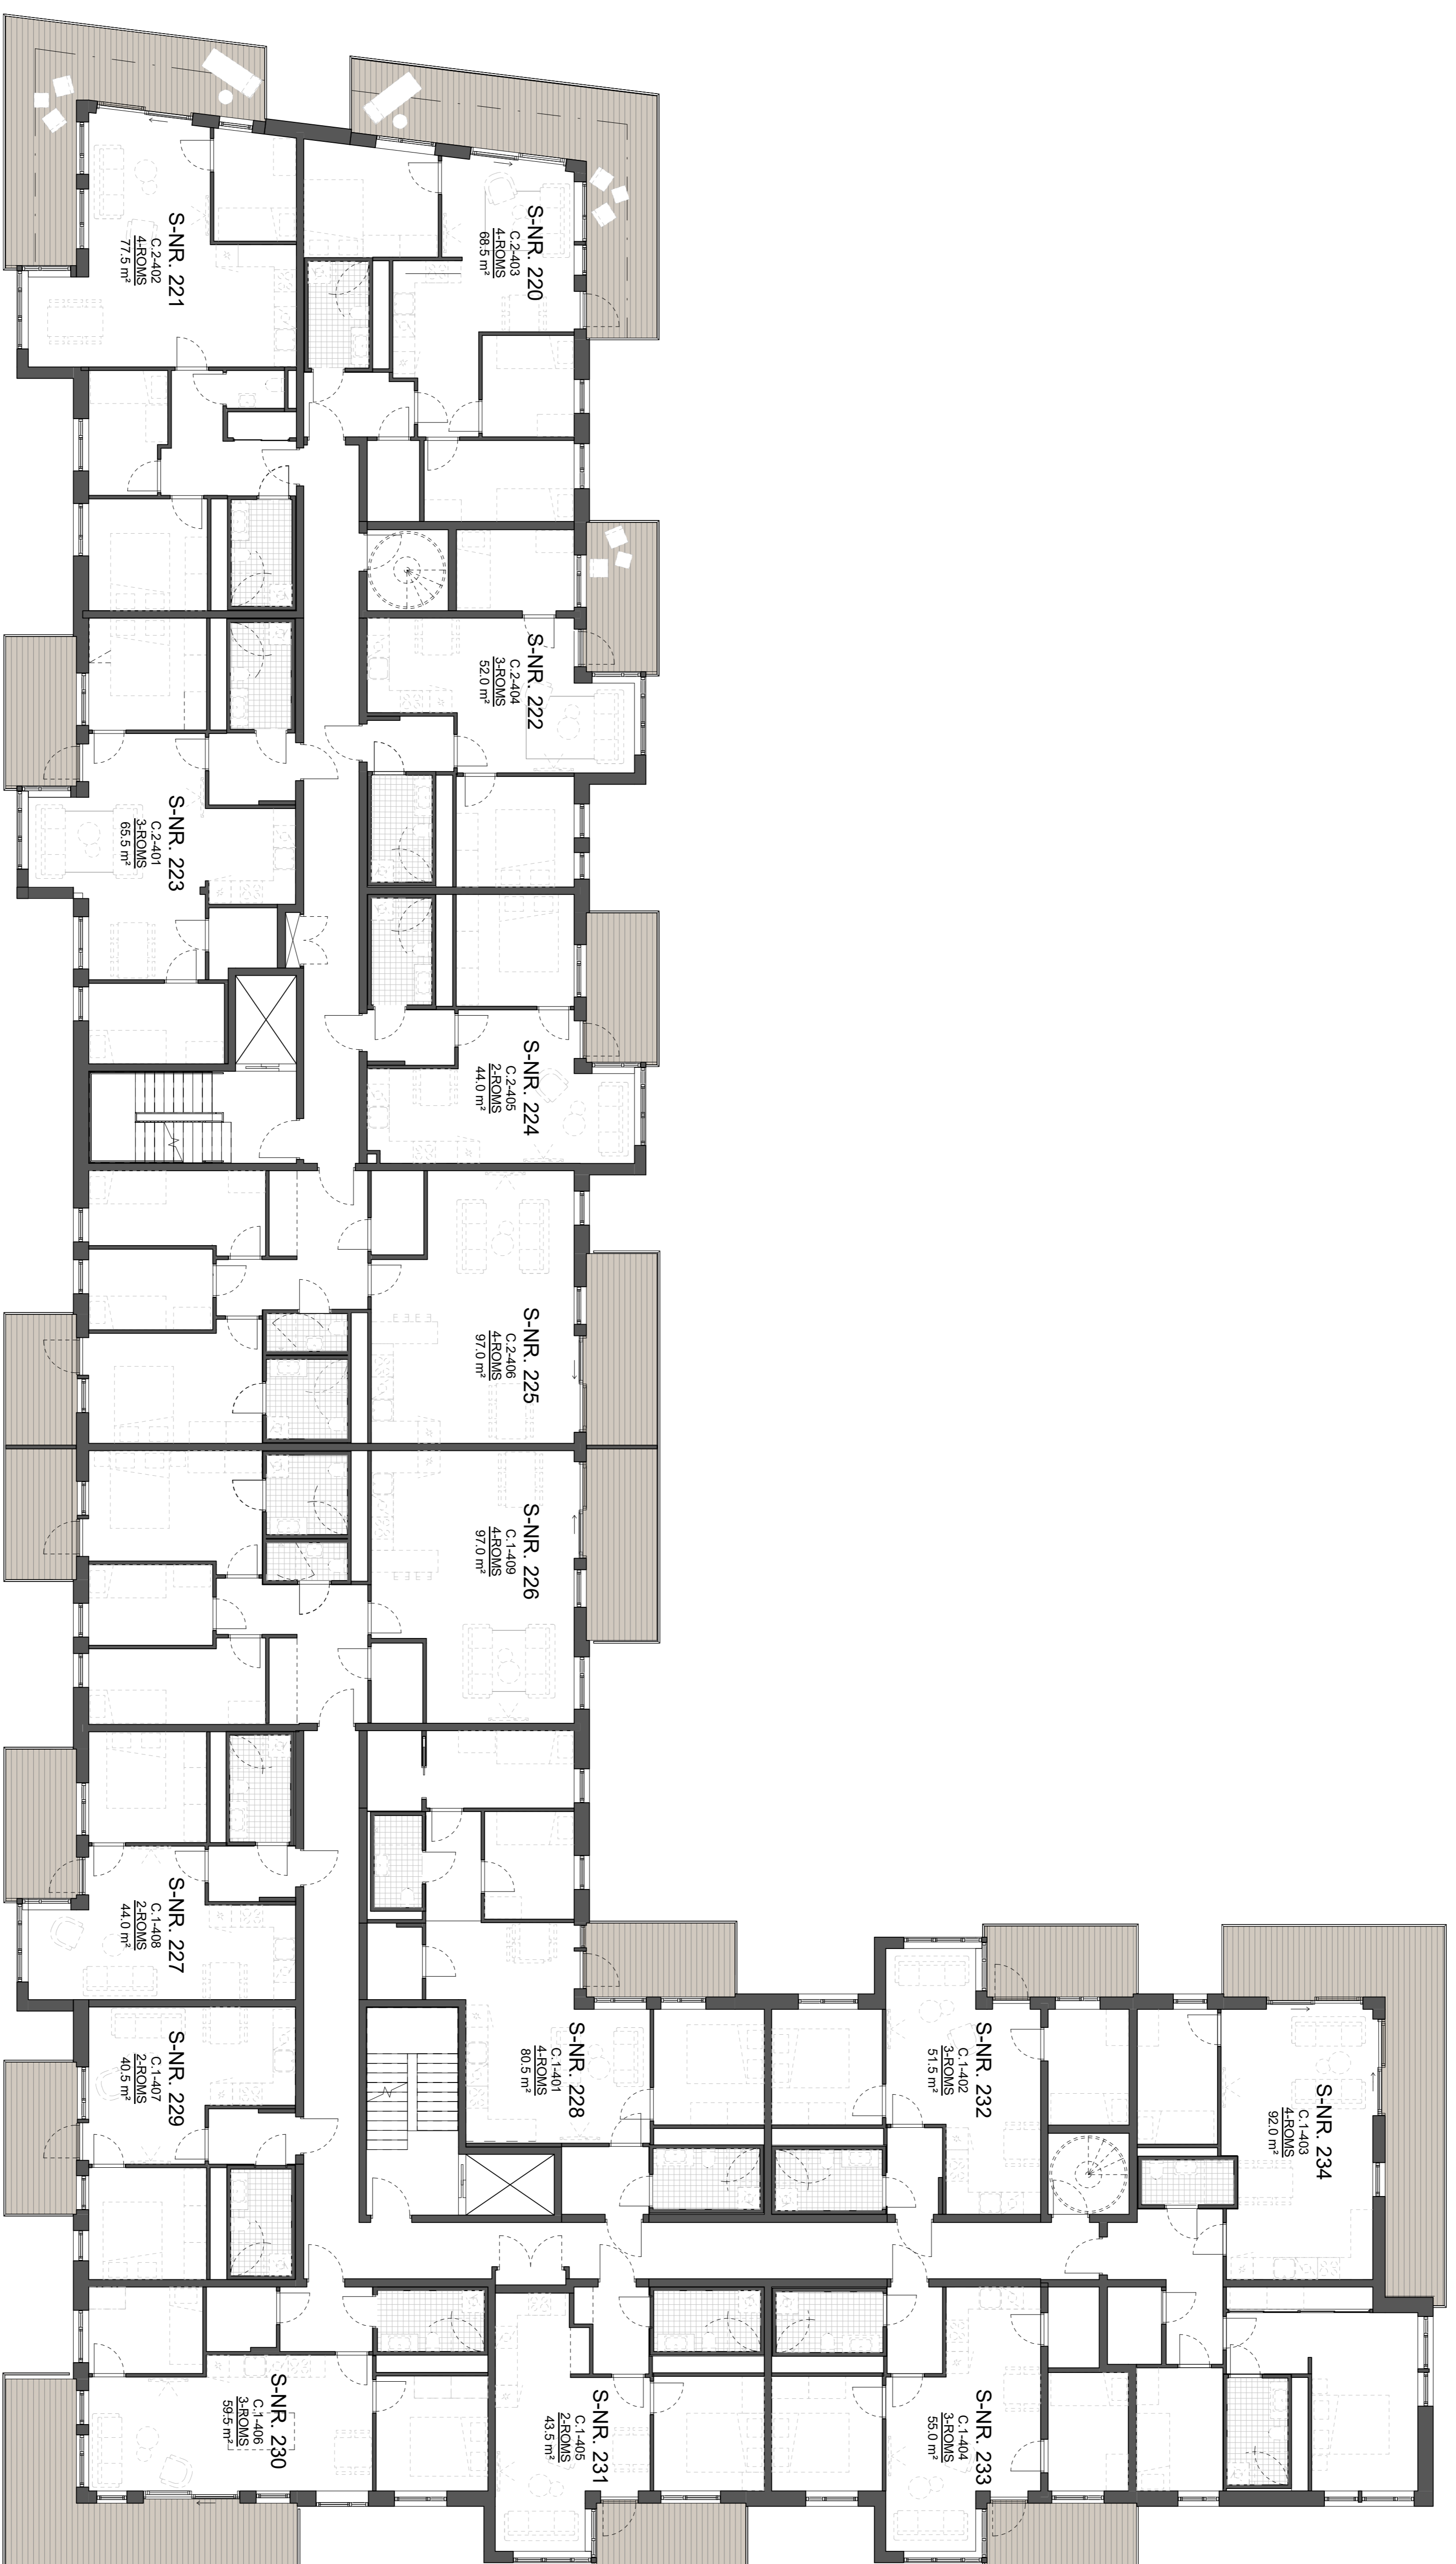 S-NR. 220
C.2-403
4-ROMS
68.5 m²
S-NR. 221
C.2-402
4-ROMS
77.5 m²
S-NR. 222
C.2-404
3-ROMS
52.0 m²
S-NR. 223
C.2-401
3-ROMS
65.5 m²
S-NR. 224
C.2-405
2-ROMS
44.0 m²
S-NR. 225
C.2-406
4-ROMS
97.0 m²
S-NR. 226
C.1-409
4-ROMS
97.0 m²
S-NR. 227
C.1-408
2-ROMS
44.0 m²
S-NR. 228
C.1-401
4-ROMS
80.5 m²
S-NR. 229
C.1-407
2-ROMS
40.5 m²
S-NR. 230
C.1-406
3-ROMS
59.5 m²
S-NR. 231
C.1-405
2-ROMS
43.5 m²
S-NR. 232
C.1-402
3-ROMS
51.5 m²
S-NR. 233
C.1-404
3-ROMS
55.0 m²
S-NR. 234
C.1-403
4-ROMS
92.0 m²